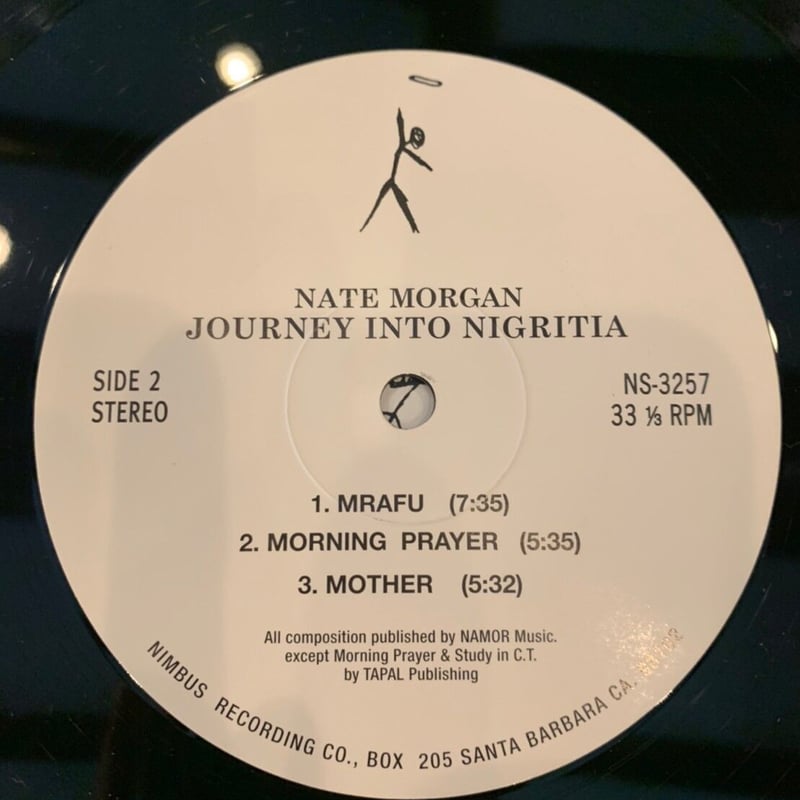 NATE MORGAN
JOURNEY INTO NIGRITIA
SIDE 2
STEREO
NS-3257
33 ⅓ RPM
1. MRAFU (7:35)
2. MORNING PRAYER (5:35)
3. MOTHER (5:32)
All composition published by NAMOR Music.
except Morning Prayer & Study in C.T.
by TAPAL Publishing
NIMBUS RECORDING CO., BOX 205 SANTA BARBARA CA.